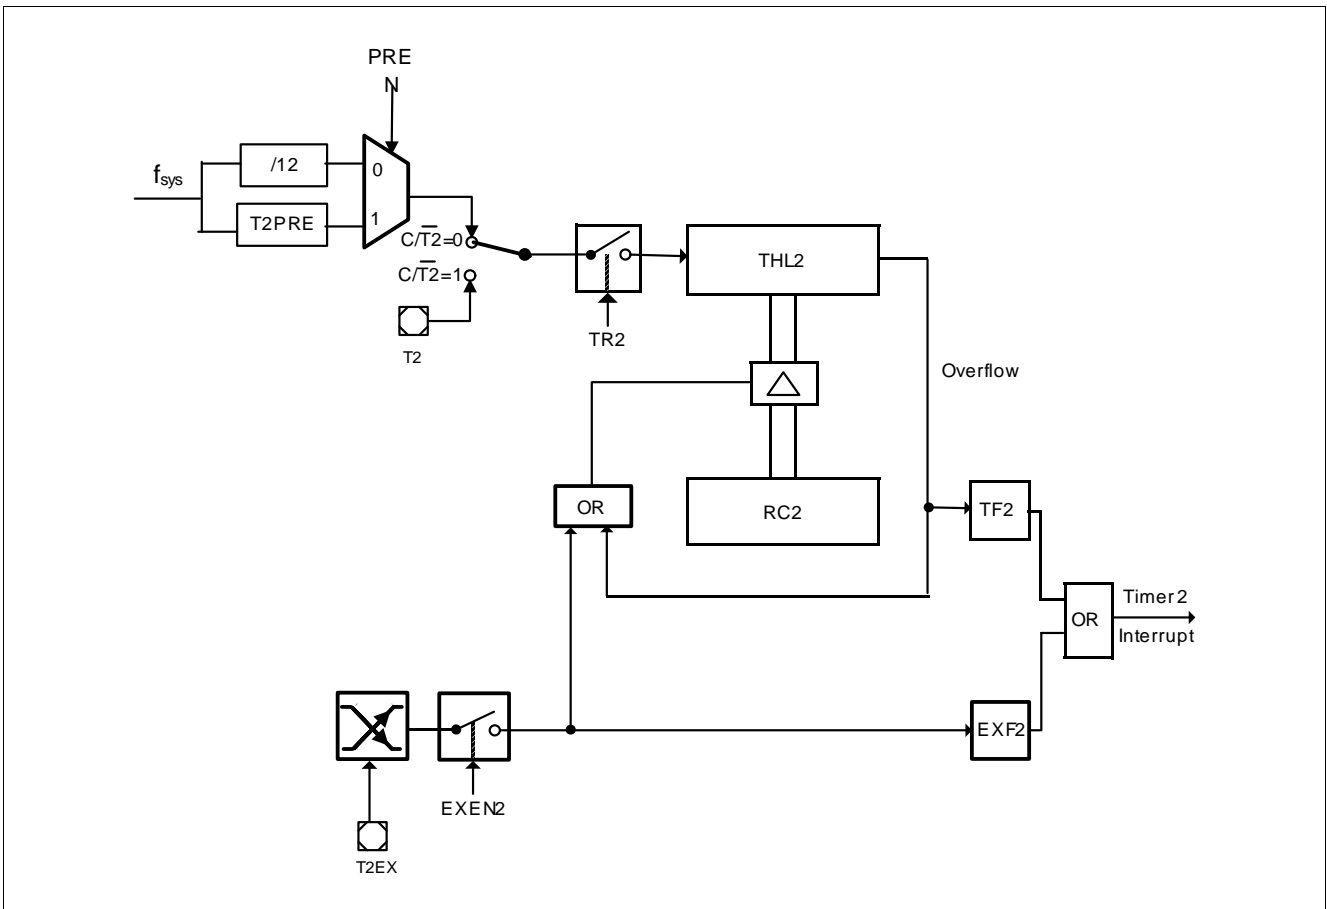 PRE
N
fsys
/12
0
T2PRE
1
C/T2=0
C/T2=1
T2
TR2
THL2
Overflow
OR
RC2
TF2
OR
Timer 2
Interrupt
EXF2
EXEN2
T2EX